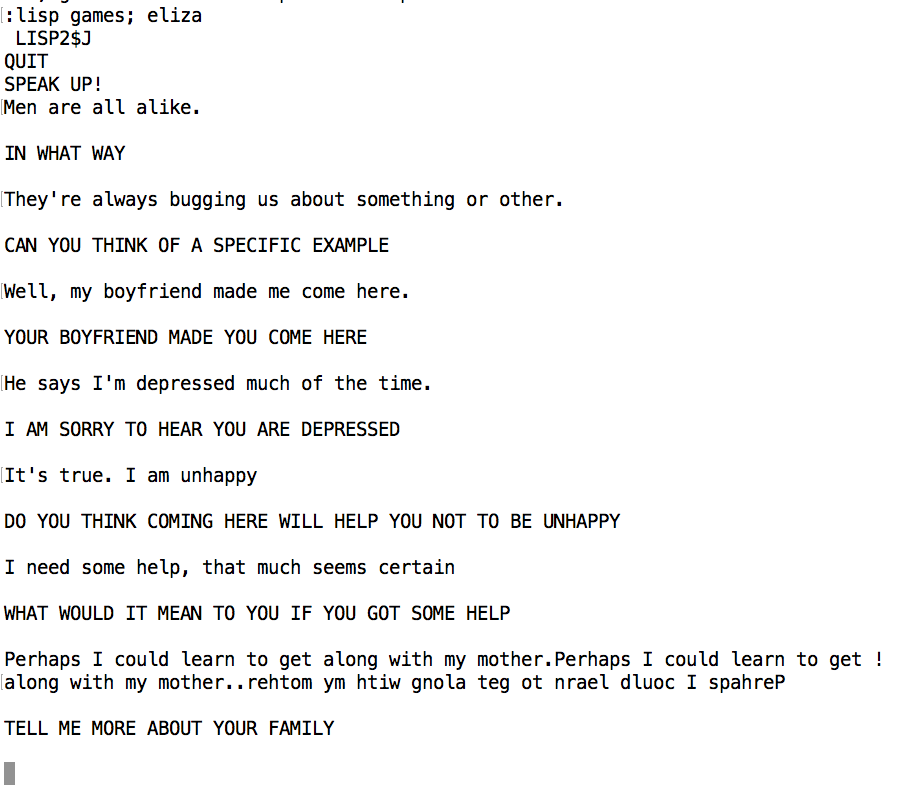 :lisp games; eliza
LISP2$J
QUIT
SPEAK UP!
Men are all alike.
IN WHAT WAY
They're always bugging us about something or other.
CAN YOU THINK OF A SPECIFIC EXAMPLE
Well, my boyfriend made me come here.
YOUR BOYFRIEND MADE YOU COME HERE
He says I'm depressed much of the time.
I AM SORRY TO HEAR YOU ARE DEPRESSED
It's true. I am unhappy
DO YOU THINK COMING HERE WILL HELP YOU NOT TO BE UNHAPPY
I need some help, that much seems certain
WHAT WOULD IT MEAN TO YOU IF YOU GOT SOME HELP
Perhaps I could learn to get along with my mother.Perhaps I could learn to get !
along with my mother..rehtom ym htiw gnola teg ot nrael dluoc I spahreP
TELL ME MORE ABOUT YOUR FAMILY